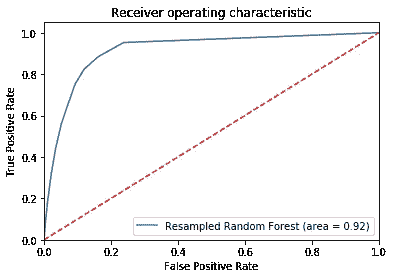 Receiver operating characteristic
True Positive Rate
1.0
0.8
0.6
0.4
0.2
0.0
Resampled Random Forest (area = 0.92)
0.0 0.2 0.4 0.6 0.8 1.0
False Positive Rate